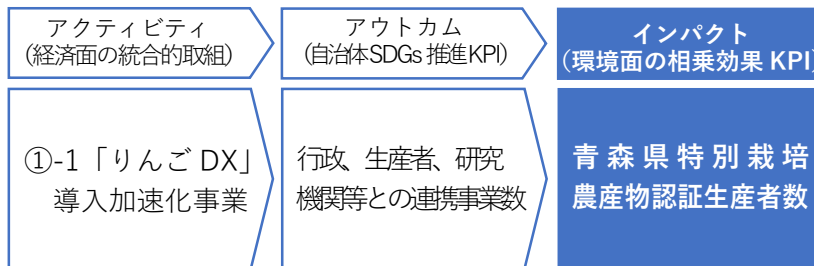 アクティビティ
(経済面の統合的取組)
アウトカム
(自治体SDGs 推進KPI)
インパクト
(環境面の相乗効果 KPI)
①-1「りんご DX」
導入加速化事業
行政、生産者、研究
機関等との連携事業数
青森県特別栽培
農産物認証生産者数